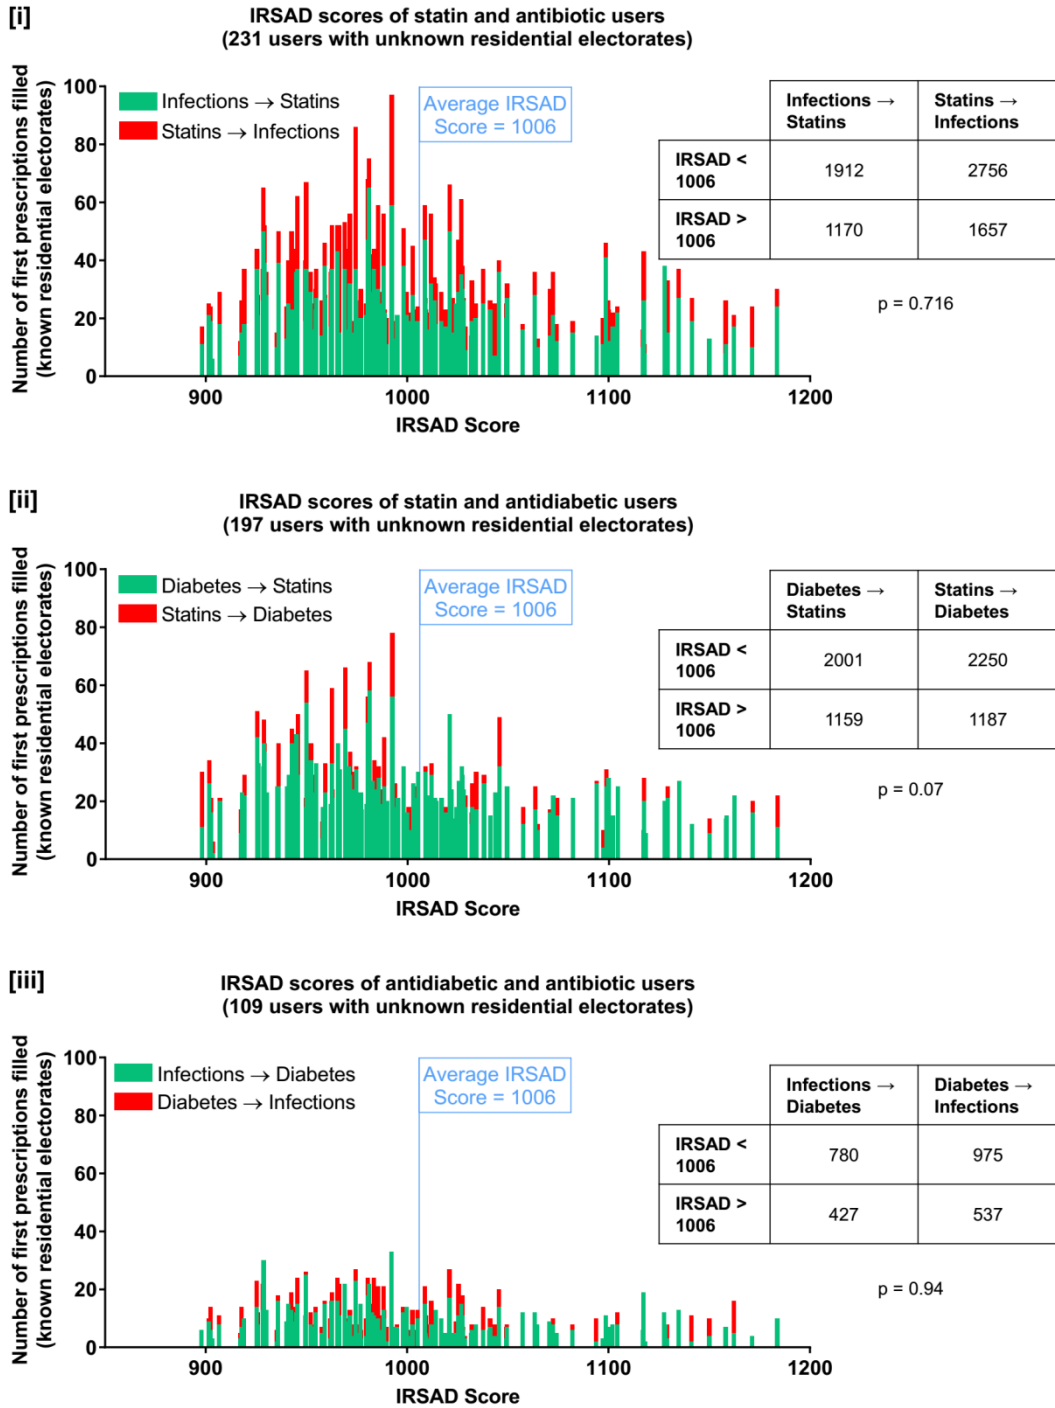 [i]
IRSAD scores of statin and antibiotic users
(231 users with unknown residential electorates)
Number of first prescriptions filled
(known residential electorates)
100
80
60
40
20
0
Infections → Statins
Statins → Infections
Average IRSAD
Score = 1006
900
1000
1100
1200
IRSAD Score
Infections → Statins →
Statins Infections
IRSAD < 1006 1912 2756
IRSAD > 1006 1170 1657
p = 0.716
[ii]
IRSAD scores of statin and antidiabetic users
(197 users with unknown residential electorates)
Number of first prescriptions filled
(known residential electorates)
100
80
60
40
20
0
Diabetes → Statins
Statins → Diabetes
Average IRSAD
Score = 1006
900
1000
1100
1200
IRSAD Score
Diabetes → Statins →
Statins Diabetes
IRSAD < 1006 2001 2250
IRSAD > 1006 1159 1187
p = 0.07
[iii]
IRSAD scores of antidiabetic and antibiotic users
(109 users with unknown residential electorates)
Number of first prescriptions filled
(known residential electorates)
100
80
60
40
20
0
Infections → Diabetes
Diabetes → Infections
Average IRSAD
Score = 1006
900
1000
1100
1200
IRSAD Score
Infections → Diabetes →
Diabetes Infections
IRSAD < 1006 780 975
IRSAD > 1006 427 537
p = 0.94